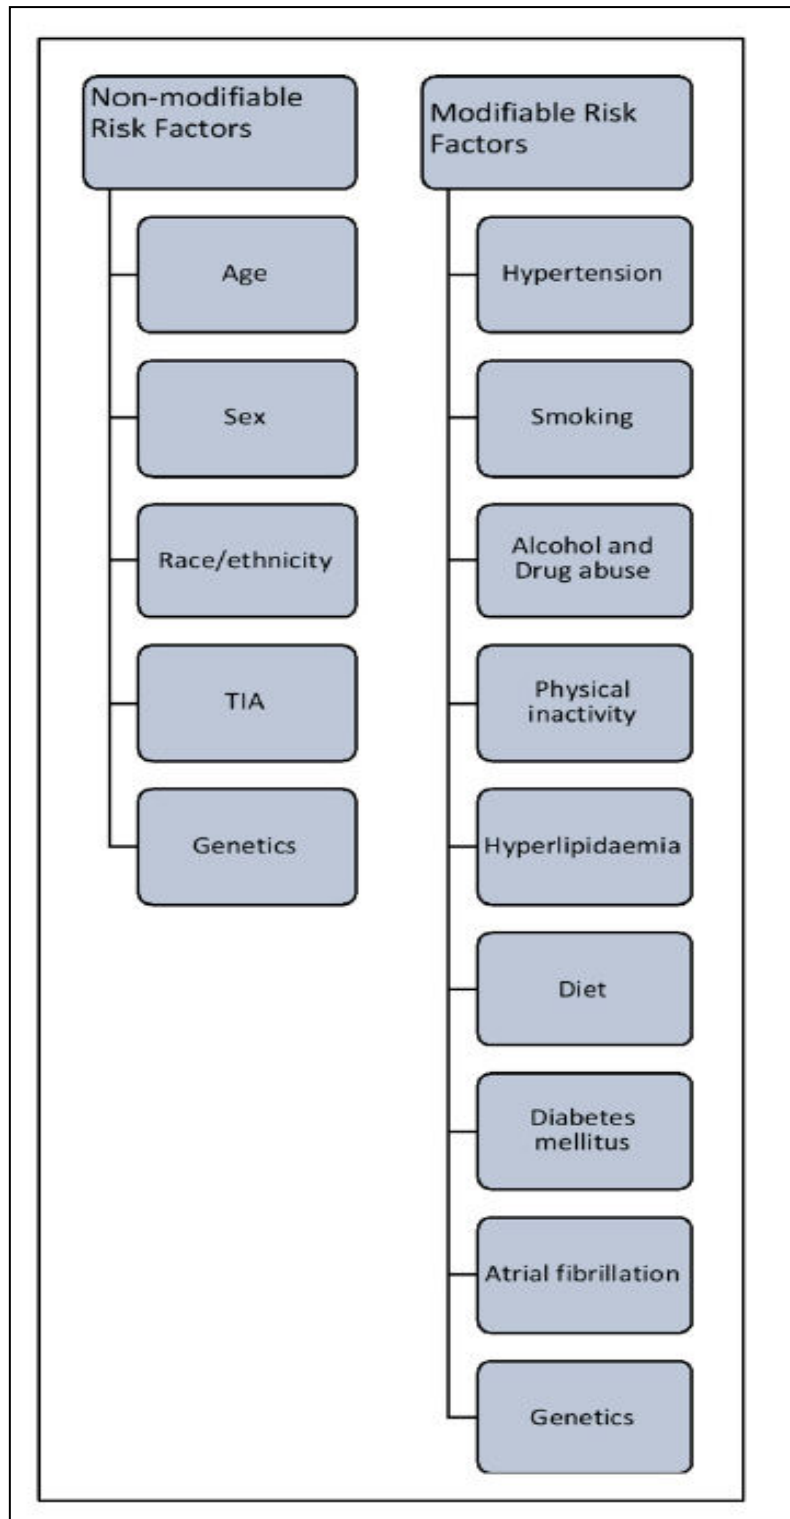 Non-modifiable
Risk Factors
Age
Sex
Race/ethnicity
TIA
Genetics
Modifiable Risk
Factors
Hypertension
Smoking
Alcohol and
Drug abuse
Physical
inactivity
Hyperlipidaemia
Diet
Diabetes
mellitus
Atrial fibrillation
Genetics